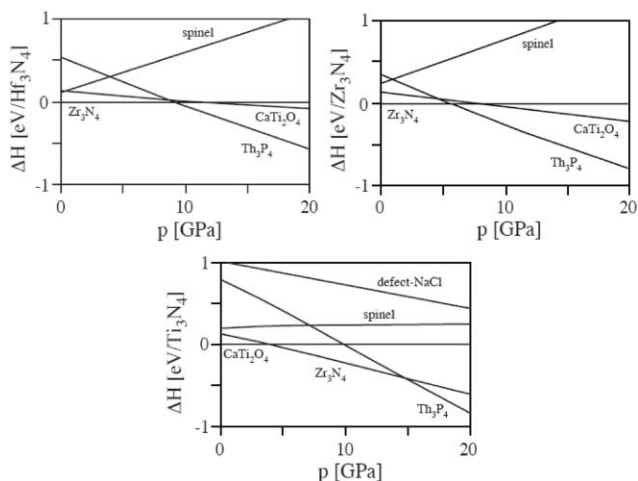 ΔH [eV/Hf₃N₄]
1
0
-1
spinel
Zr₃N₄
CaTi₂O₄
Th₃P₄
0
10
20
p [GPa]
ΔH [eV/Zr₃N₄]
1
0
-1
spinel
Zr₃N₄
CaTi₂O₄
Th₃P₄
0
10
20
p [GPa]
ΔH [eV/Ti₃N₄]
1
0
-1
defect-NaCl
spinel
CaTi₂O₄
Zr₃N₄
Th₃P₄
0
10
20
p [GPa]